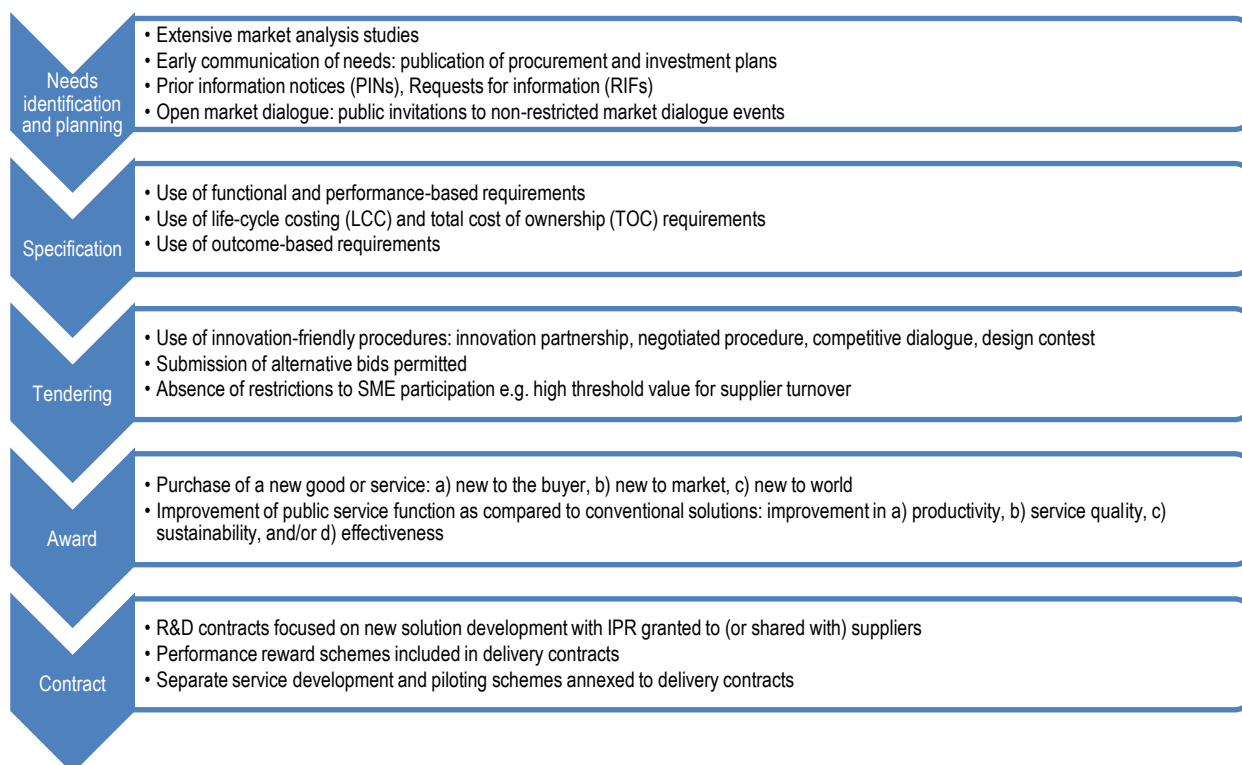 Needs
identification
and planning
• Extensive market analysis studies
• Early communication of needs: publication of procurement and investment plans
• Prior information notices (PINs), Requests for information (RIFs)
• Open market dialogue: public invitations to non-restricted market dialogue events
Specification
• Use of functional and performance-based requirements
• Use of life-cycle costing (LCC) and total cost of ownership (TOC) requirements
• Use of outcome-based requirements
Tendering
• Use of innovation-friendly procedures: innovation partnership, negotiated procedure, competitive dialogue, design contest
• Submission of alternative bids permitted
• Absence of restrictions to SME participation e.g. high threshold value for supplier turnover
Award
• Purchase of a new good or service: a) new to the buyer, b) new to market, c) new to world
• Improvement of public service function as compared to conventional solutions: improvement in a) productivity, b) service quality, c)
sustainability, and/or d) effectiveness
Contract
• R&D contracts focused on new solution development with IPR granted to (or shared with) suppliers
• Performance reward schemes included in delivery contracts
• Separate service development and piloting schemes annexed to delivery contracts